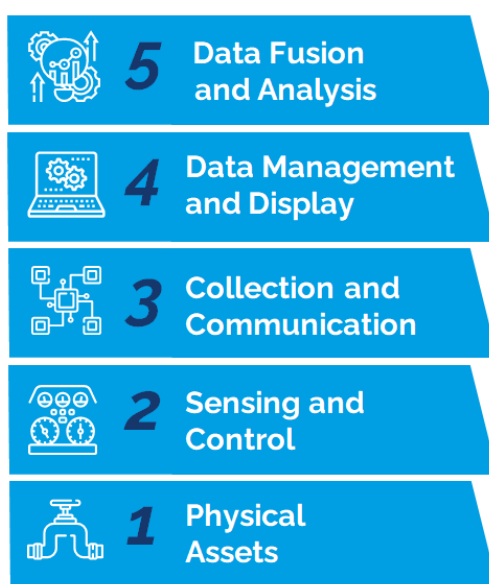 5
Data Fusion
and Analysis
4
Data Management
and Display
3
Collection and
Communication
2
Sensing and
Control
1
Physical
Assets